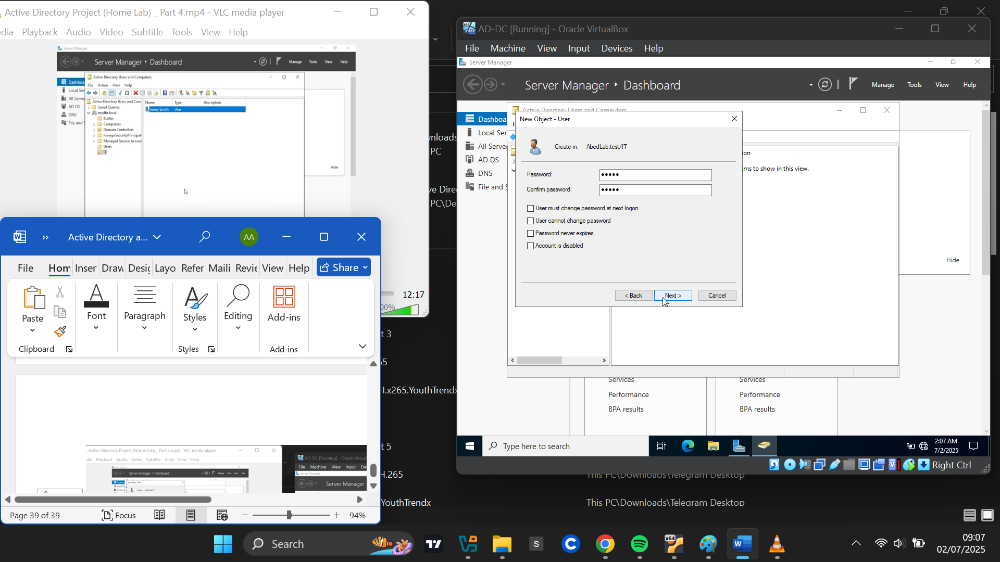 Active Directory Project (Home Lab) _ Part 4.mp4 - VLC media player
dia Playback Audio Video Subtitle Tools View Help
Server Manager
Server Manager • Dashboard
Manage Tools View Help
Active Directory Users and Computers
File Action View Help
Dashboa
Local Ser
All Serve
AD DS
DNS
File and
Active Directory Users and Com
Saved Queries
mydfir.local
Builtin
Computers
Domain Controllers
ForeignSecurityPrincipal
Managed Service Accour
Users
IT
Name Type Description
Jenny Smith User
Hide
12:17
Active Directory a...
AA
File Hom Inser Draw Desig Layo Refer Maili Revie View Help
Share
Paste
Clipboard
Font
Paragraph
Styles
Styles
Editing
Add-ins
Add-ins
Active Directory Project (Home Lab) _ Part 4.mp4 - VLC media player
dia Playback Audio Video Subtitle Tools View Help
Server Manager • Dashboard
AD-DC [Running] - Oracle Virtual
File Machine View Input De
Server Manager
Server Manager
Page 39 of 39
Focus
94%
wnloads
PC
ve Direc
PC\De
t 3
55
H.x265.YouthTrendx
t 5
H.265
YouthTrendx
This PC\Downloads\Telegram Desktop
This PC\Downloads\Telegram Desktop
AD-DC [Running] - Oracle VirtualBox
File Machine View Input Devices Help
Server Manager
Server Manager • Dashboard
Manage Tools View Help
Dashboa
Local Ser
All Server
AD DS
DNS
File and S
Active Directory Users and Computers
New Object - User
Create in: AbedLab.test/IT
Password: •••••
Confirm password: •••••
User must change password at next logon
User cannot change password
Password never expires
Account is disabled
< Back Next > Cancel
ion
ms to show in this view.
Hide
Services
Performance
BPA results
Services
Performance
BPA results
Type here to search
2:07 AM
7/2/2025
Right Ctrl
Search
09:07
02/07/2025